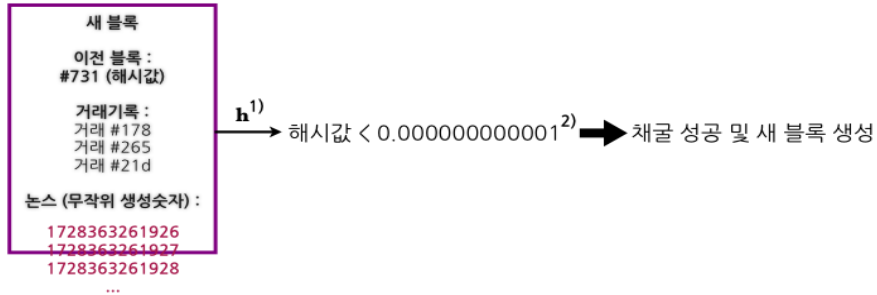 새 블록
이전 블록 :
#731 (해시값)
거래기록 :
거래 #178
거래 #265
거래 #21d
논스 (무작위 생성숫자) :
1728363261926
1728363261927
1728363261928
...
h1)
해시값 < 0.0000000000012)
채굴 성공 및 새 블록 생성